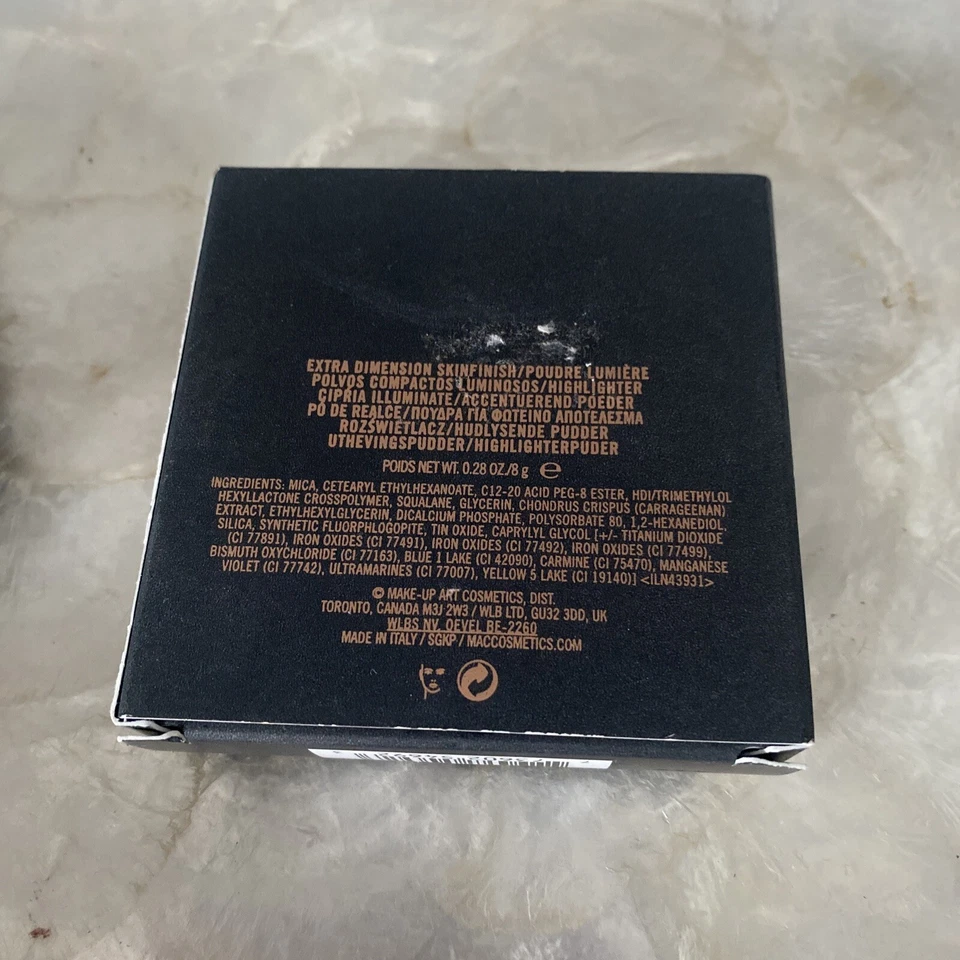 EXTRA DIMENSION SKINFINISH/POUDRE LUMIÈRE
POLVOS COMPACTOS LUMINOSOS/HIGHLIGHTER
CIPRIA ILLUMINATE/ACCENTUEREND POEDER
PÓ DE REALCE/ΠΟΥΔΡΑ ΓΙΑ ΦΩΤΕΙΝΟ ΑΠΟΤΕΛΕΣΜΑ
ROZŚWIETLACZ/HUDLYSENDE PUDDER
UTHEVINGSPUDDER/HIGHLIGHTERPUDER
POIDS NET WT. 0.28 OZ./8 g ℮
INGREDIENTS: MICA, CETEARYL ETHYLHEXANOATE, C12-20 ACID PEG-8 ESTER, HDI/TRIMETHYLOL
HEXYLLACTONE CROSSPOLYMER, SQUALANE, GLYCERIN, CHONDRUS CRISPUS (CARRAGEENAN)
EXTRACT, ETHYLHEXYLGLYCERIN, DICALCIUM PHOSPHATE, POLYSORBATE 80, 1,2-HEXANEDIOL,
SILICA, SYNTHETIC FLUORPHLOGOPITE, TIN OXIDE, CAPRYLYL GLYCOL [+/- TITANIUM DIOXIDE
(CI 77891), IRON OXIDES (CI 77491), IRON OXIDES (CI 77492), IRON OXIDES (CI 77499),
BISMUTH OXYCHLORIDE (CI 77163), BLUE 1 LAKE (CI 42090), CARMINE (CI 75470), MANGANESE
VIOLET (CI 77742), ULTRAMARINES (CI 77007), YELLOW 5 LAKE (CI 19140)] <ILN43931>
© MAKE-UP ART COSMETICS, DIST.
TORONTO, CANADA M3J 2W3 / WLB LTD, GU32 3DD, UK
WLBS NV, OEVEL BE-2260
MADE IN ITALY / SGKP / MACCOSMETICS.COM